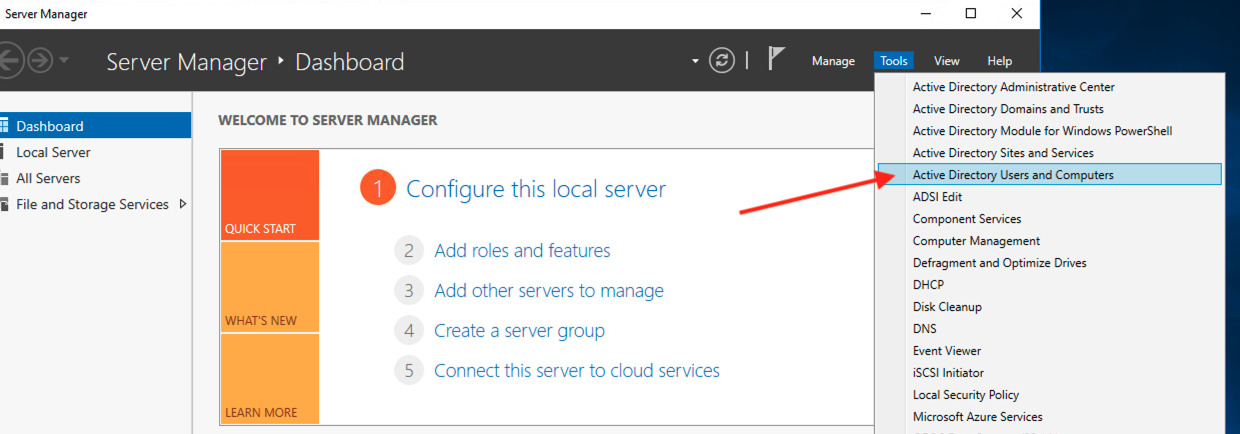 Server Manager
Server Manager ‣ Dashboard
Manage Tools View Help
Dashboard
Local Server
All Servers
File and Storage Services
WELCOME TO SERVER MANAGER
QUICK START
WHAT'S NEW
LEARN MORE
1 Configure this local server
2 Add roles and features
3 Add other servers to manage
4 Create a server group
5 Connect this server to cloud services
Active Directory Administrative Center
Active Directory Domains and Trusts
Active Directory Module for Windows PowerShell
Active Directory Sites and Services
Active Directory Users and Computers
ADSI Edit
Component Services
Computer Management
Defragment and Optimize Drives
DHCP
Disk Cleanup
DNS
Event Viewer
iSCSI Initiator
Local Security Policy
Microsoft Azure Services